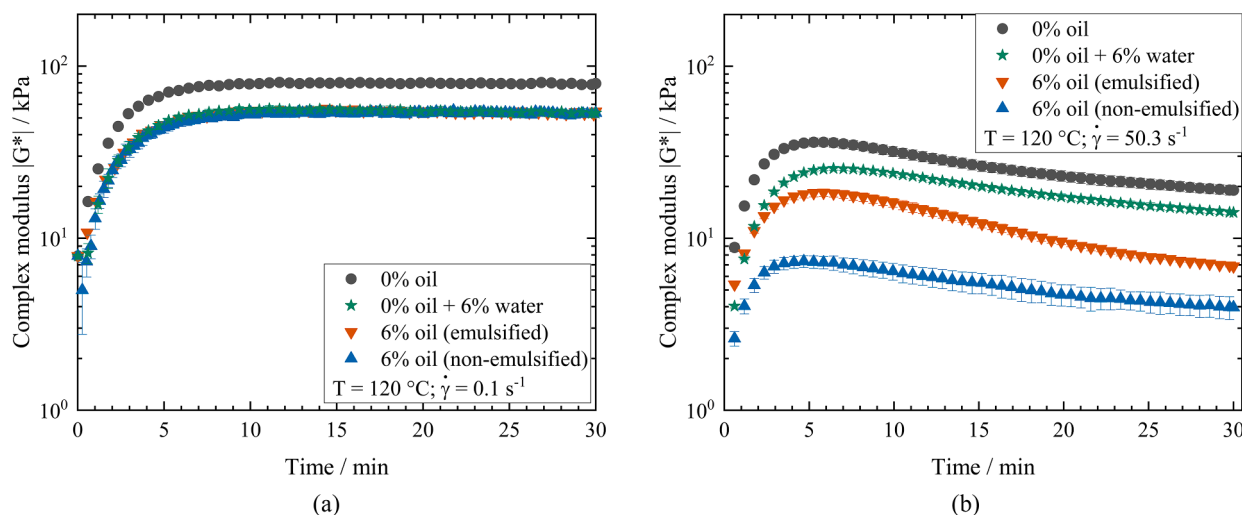 Complex modulus |G*| / kPa
10²
10¹
10⁰
0% oil
0% oil + 6% water
6% oil (emulsified)
6% oil (non-emulsified)
T = 120 °C; γ̇ = 0.1 s⁻¹
0 5 10 15 20 25 30
Time / min
(a)
Complex modulus |G*| / kPa
10²
10¹
10⁰
0% oil
0% oil + 6% water
6% oil (emulsified)
6% oil (non-emulsified)
T = 120 °C; γ̇ = 50.3 s⁻¹
0 5 10 15 20 25 30
Time / min
(b)